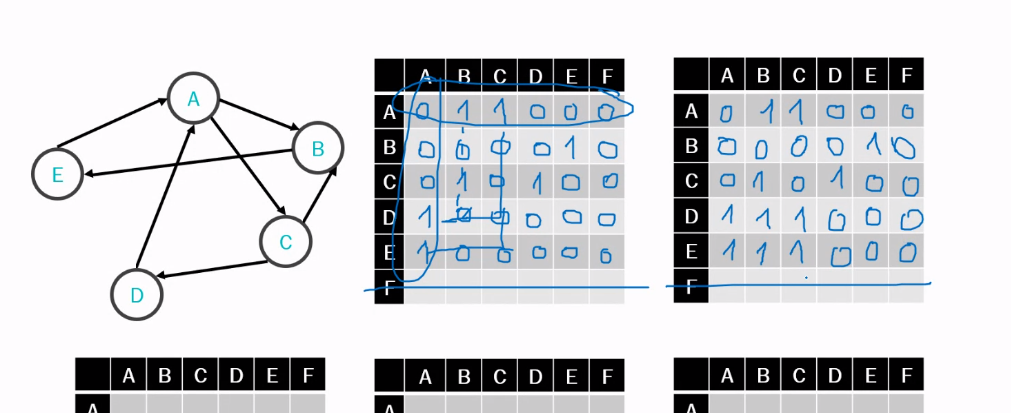 A
B
E
C
D
A B C D E F
A 0 1 1 0 0 0
B 0 0 0 0 1 0
C 0 1 0 1 0 0
D 1 0 0 0 0 0
E 1 0 0 0 0 0
F
A B C D E F
A 0 1 1 0 0 0
B 0 0 0 0 1 0
C 0 1 0 1 0 0
D 1 1 1 0 0 0
E 1 1 1 0 0 0
F
A B C D E F
A
A B C D E F
A
A B C D E F
A